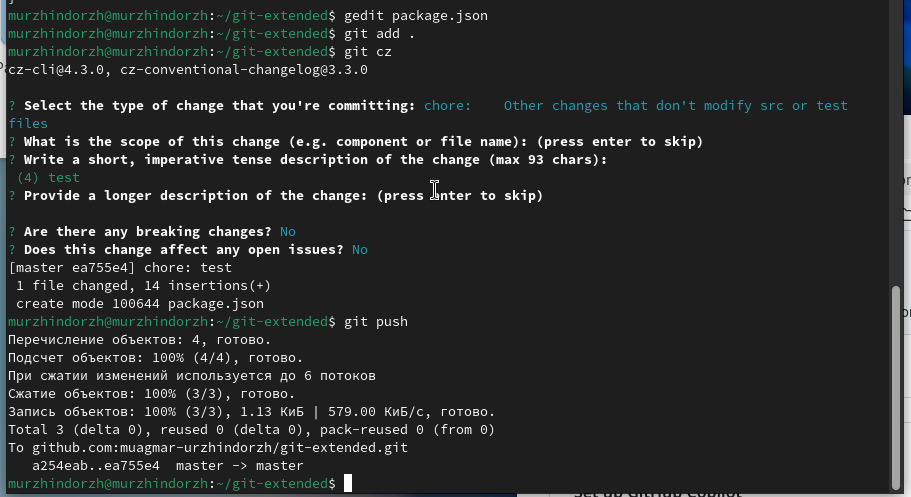 murzhindorzh@murzhindorzh:~/git-extended$ gedit package.json
murzhindorzh@murzhindorzh:~/git-extended$ git add .
murzhindorzh@murzhindorzh:~/git-extended$ git cz
cz-cli@4.3.0, cz-conventional-changelog@3.3.0
? Select the type of change that you're committing: chore:    Other changes that don't modify src or test
files
? What is the scope of this change (e.g. component or file name): (press enter to skip)
? Write a short, imperative tense description of the change (max 93 chars):
(4) test
? Provide a longer description of the change: (press enter to skip)
? Are there any breaking changes? No
? Does this change affect any open issues? No
[master ea755e4] chore: test
1 file changed, 14 insertions(+)
create mode 100644 package.json
murzhindorzh@murzhindorzh:~/git-extended$ git push
Перечисление объектов: 4, готово.
Подсчет объектов: 100% (4/4), готово.
При сжатии изменений используется до 6 потоков
Сжатие объектов: 100% (3/3), готово.
Запись объектов: 100% (3/3), 1.13 КиБ | 579.00 КиБ/с, готово.
Total 3 (delta 0), reused 0 (delta 0), pack-reused 0 (from 0)
To github.com:muagmar-urzhindorzh/git-extended.git
a254eab..ea755e4  master -> master
murzhindorzh@murzhindorzh:~/git-extended$